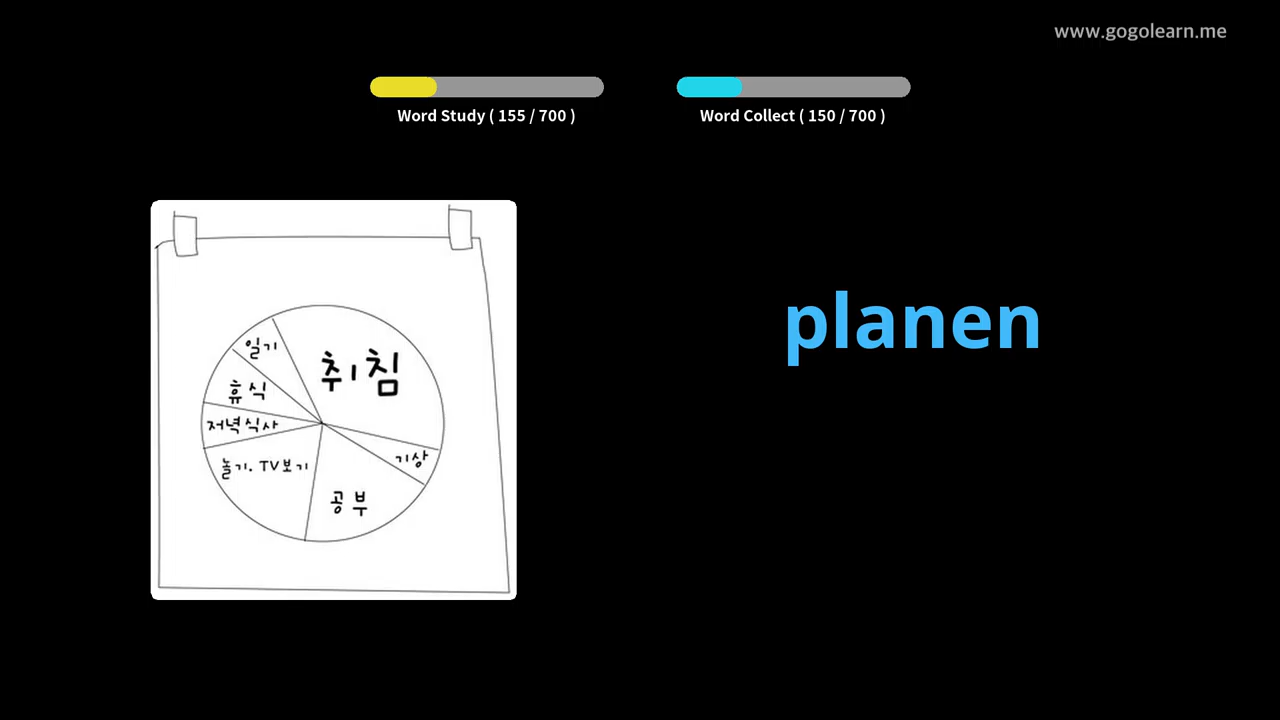 www.gogolearn.me
Word Study ( 155 / 700 )
Word Collect ( 150 / 700 )
planen
일기
취침
휴식
저녁식사
기상
놀기. TV보기
공부